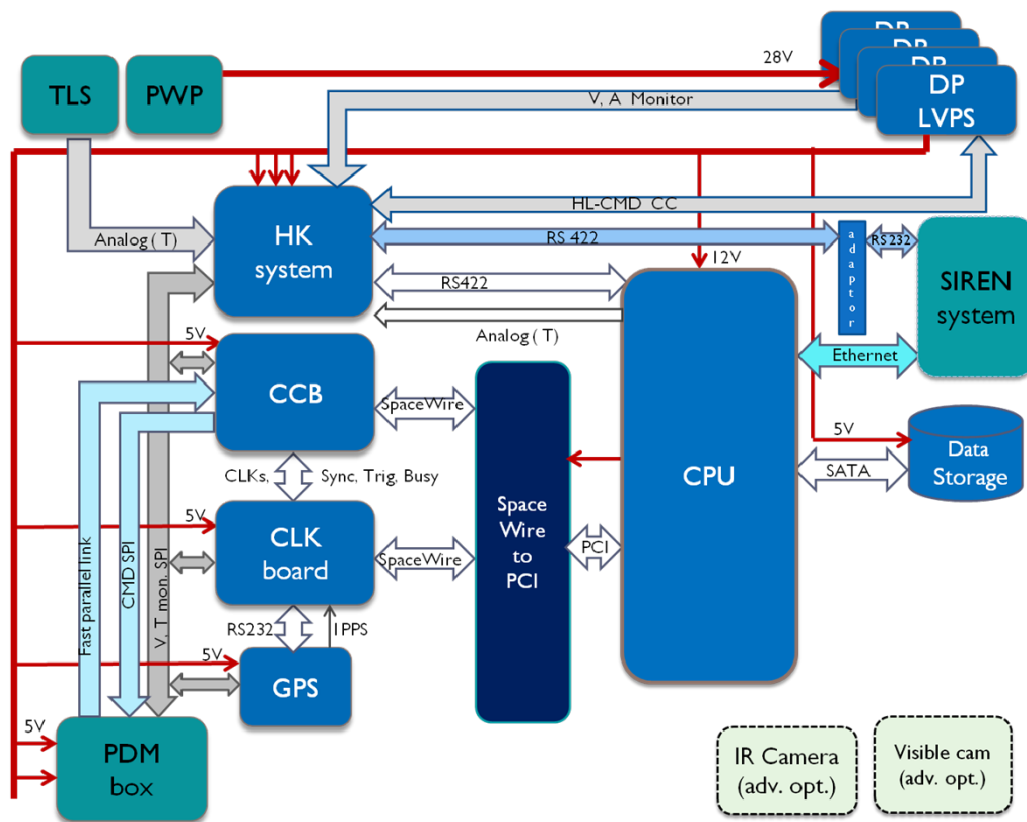 DP
DP
DP
DP
LVPS
28V
TLS
PWP
V, A Monitor
HL-CMD CC
HK
system
Analog ( T)
RS 422
adaptor
RS 232
SIREN
system
12V
RS422
Analog ( T)
Ethernet
5V
CCB
SpaceWire
CPU
5V
SATA
Data
Storage
CLKs,
Sync, Trig. Busy
Space
Wire
to
PCI
PCI
5V
CLK
board
SpaceWire
Fast parallel link
CMD SPI
V, T mon. SPI
RS232
1PPS
5V
GPS
5V
PDM
box
IR Camera
(adv. opt.)
Visible cam
(adv. opt.)